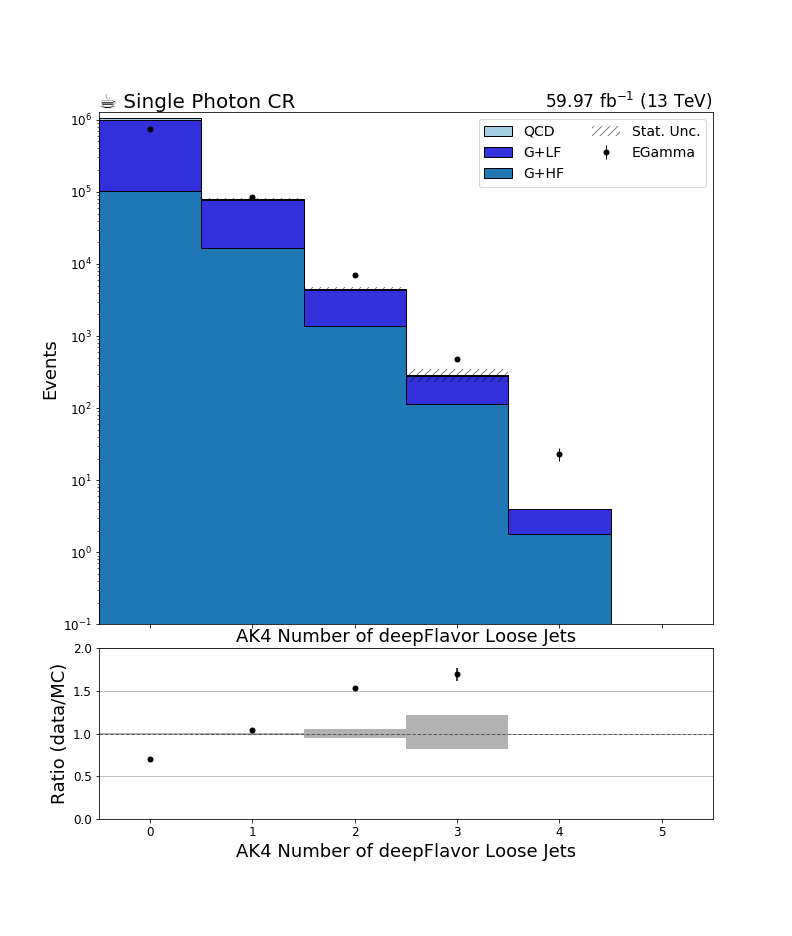 ☕ Single Photon CR
59.97 fb⁻¹ (13 TeV)
QCD
G+LF
G+HF
Stat. Unc.
EGamma
Events
10⁶
10⁵
10⁴
10³
10²
10¹
10⁰
10⁻¹
AK4 Number of deepFlavor Loose Jets
Ratio (data/MC)
2.0
1.5
1.0
0.5
0.0
0 1 2 3 4 5
AK4 Number of deepFlavor Loose Jets